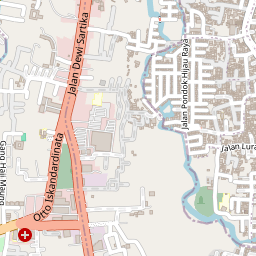 Jalan Dewi Sartika
Jalan Pondok Hijau Raya
Jalan Lura
Otto Iskandardinata
Gang Haji Maung